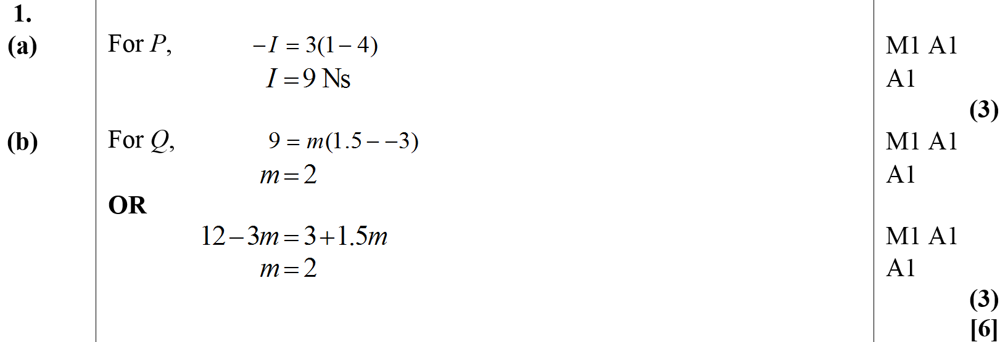 1.
(a) For P, −I = 3(1 − 4) M1 A1
I = 9 Ns A1
(3)
(b) For Q, 9 = m(1.5 − −3) M1 A1
m = 2 A1
OR
12 − 3m = 3 + 1.5m M1 A1
m = 2 A1
(3)
[6]